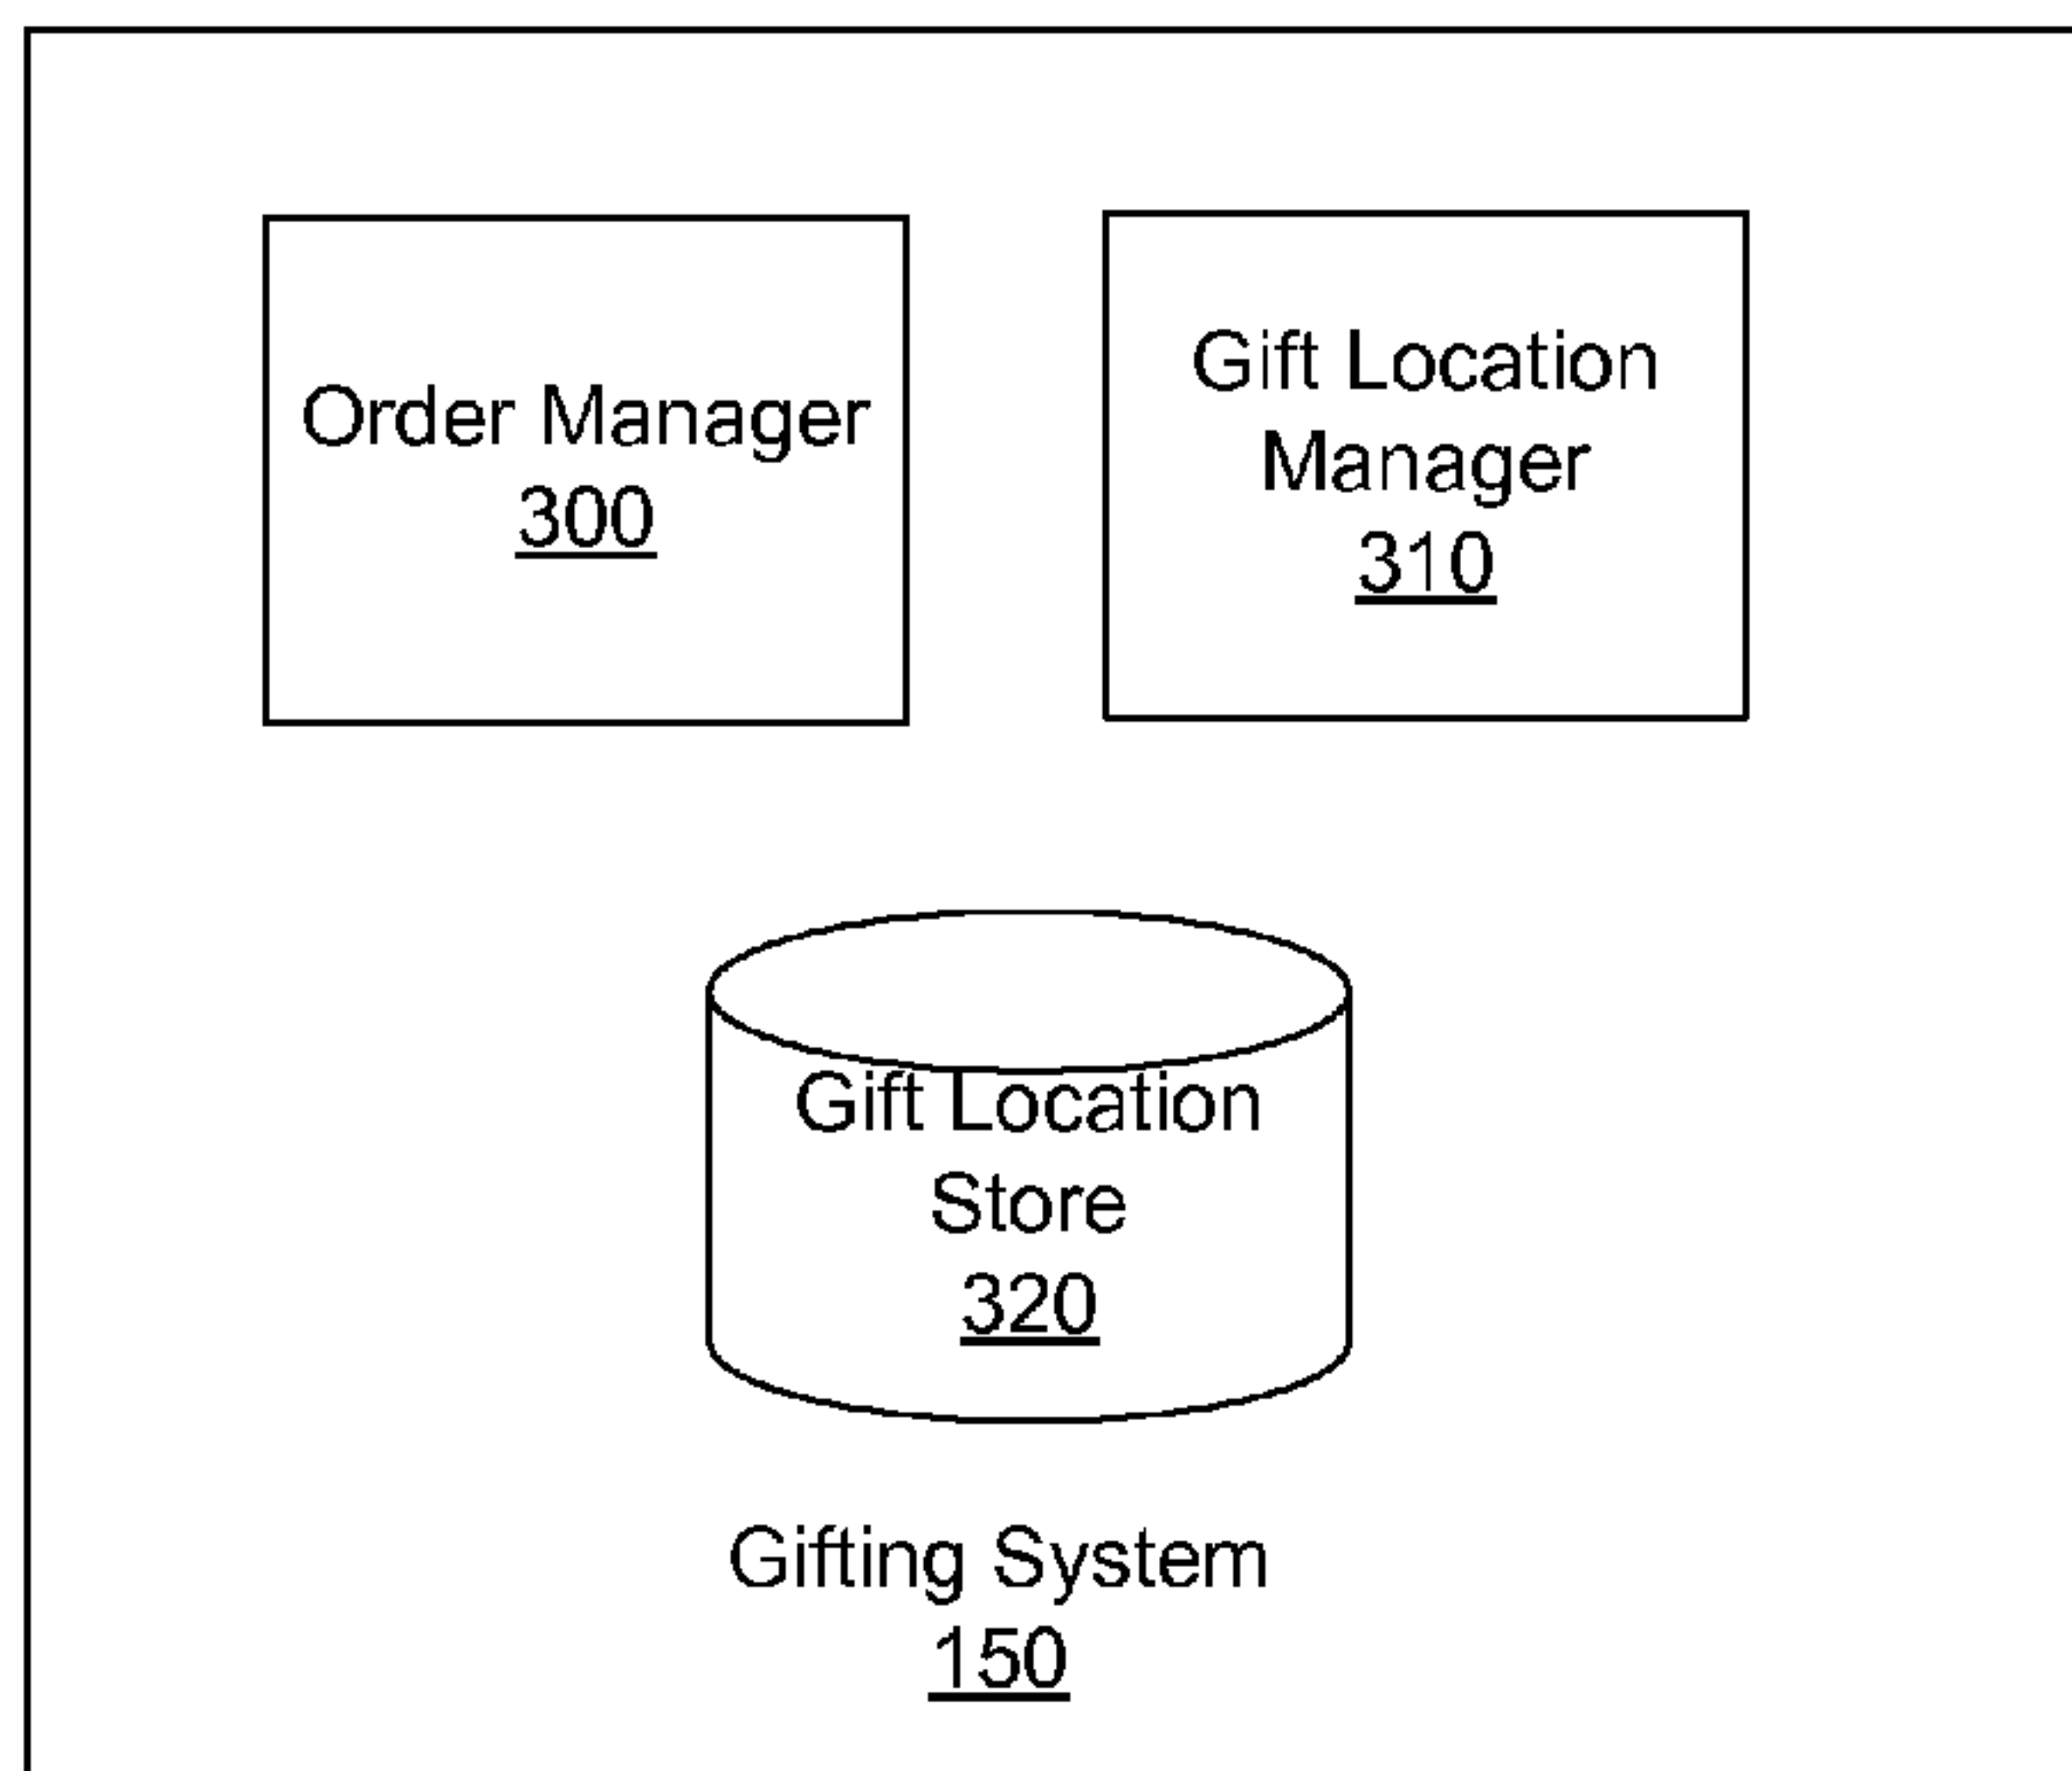 Order Manager
300
Gift Location
Manager
310
Gift Location
Store
320
Gifting System
150